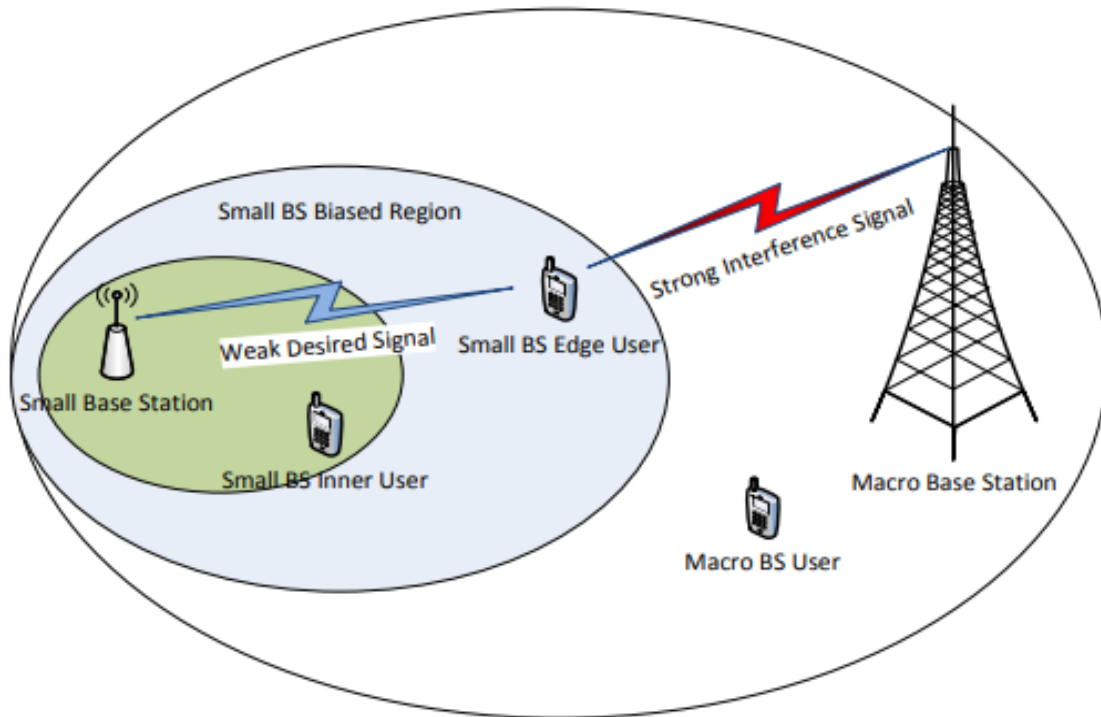 Small BS Biased Region
Strong Interference Signal
Weak Desired Signal
Small BS Edge User
Small Base Station
Small BS Inner User
Macro Base Station
Macro BS User